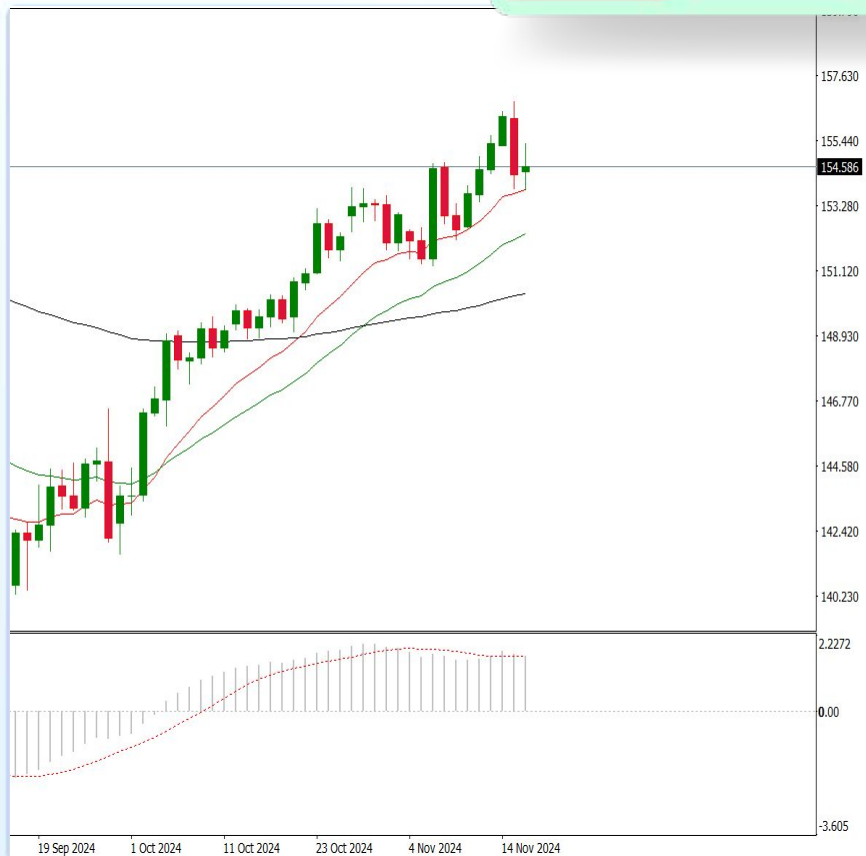 157.630
155.440
154.586
153.280
151.120
148.930
146.770
144.580
142.420
140.230
2.2272
0.00
-3.605
19 Sep 2024
1 Oct 2024
11 Oct 2024
23 Oct 2024
4 Nov 2024
14 Nov 2024